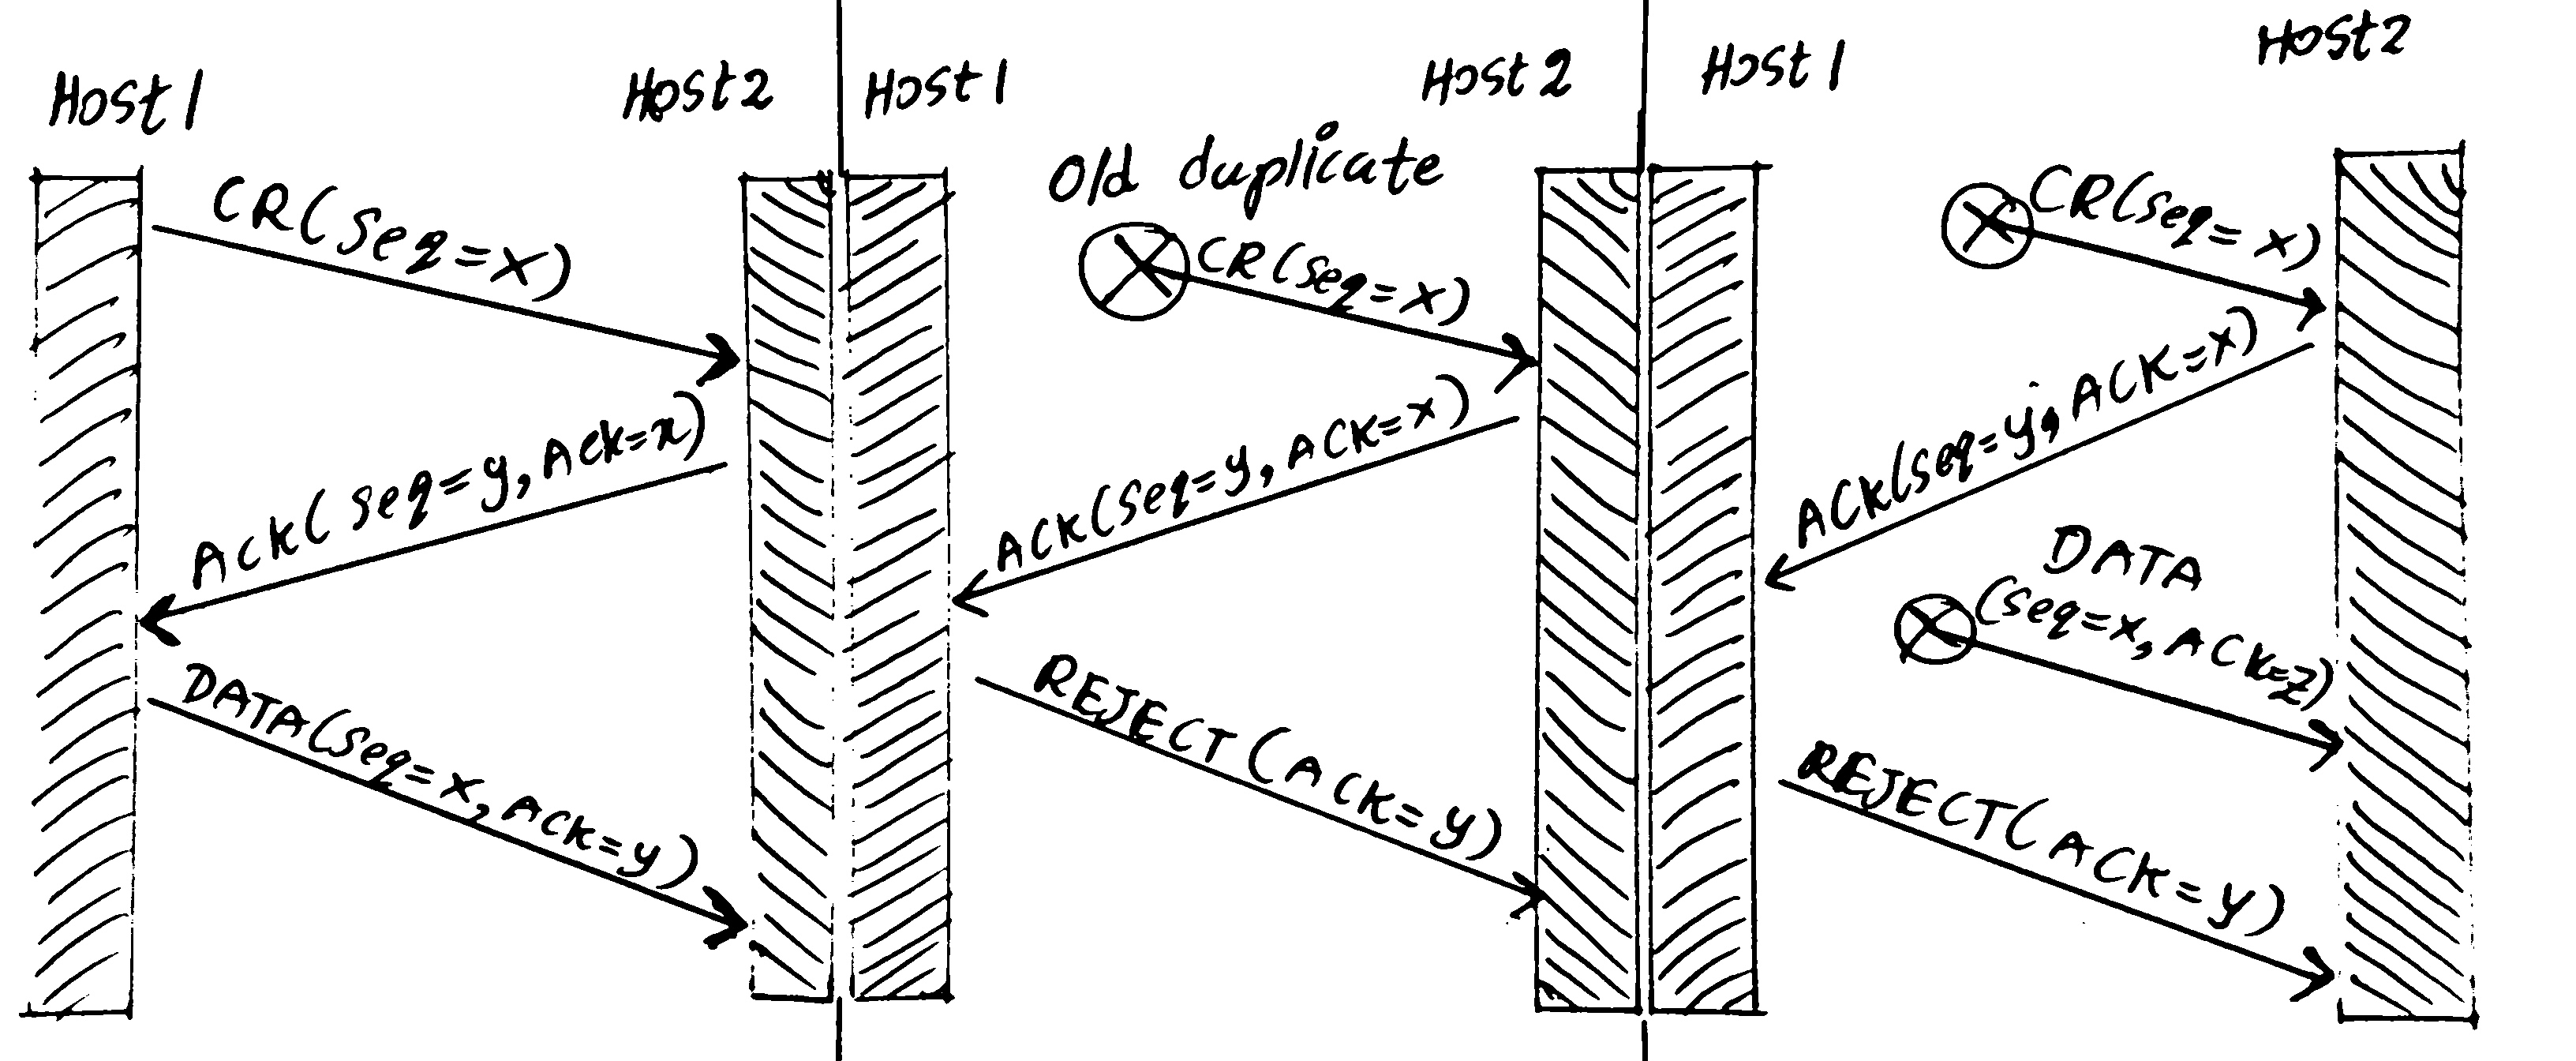 Host 1
Host 2
CR(Seq=x)
Ack(Seq=y, Ack=x)
DATA(Seq=x, Ack=y)
Host 1
Host 2
Old duplicate
CR(Seq=x)
ACK(Seq=y, ACK=x)
REJECT(ACK=y)
Host 1
Host 2
CR(Seq=x)
ACK(Seq=y, ACK=x)
DATA
(Seq=x, ACK=z)
REJECT(ACK=y)